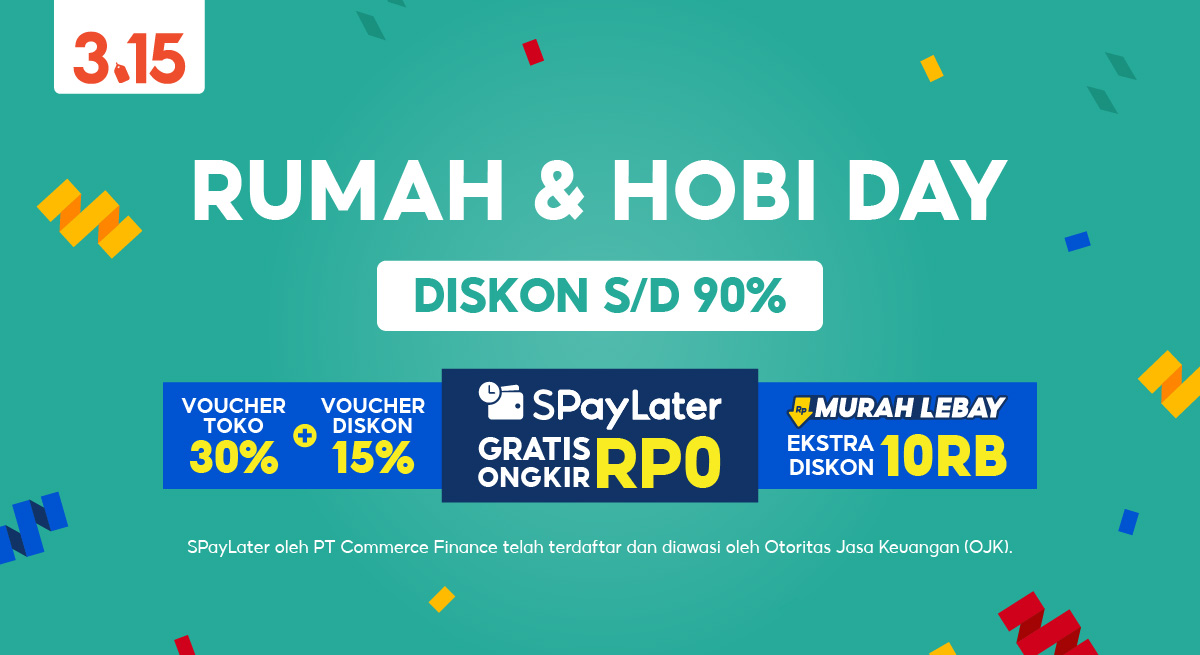 3.15
RUMAH & HOBI DAY
DISKON S/D 90%
VOUCHER
TOKO
30%
+
VOUCHER
DISKON
15%
SPayLater
GRATIS
ONGKIR
RP0
Rp
MURAH LEBAY
EKSTRA
DISKON
10RB
SPayLater oleh PT Commerce Finance telah terdaftar dan diawasi oleh Otoritas Jasa Keuangan (OJK).